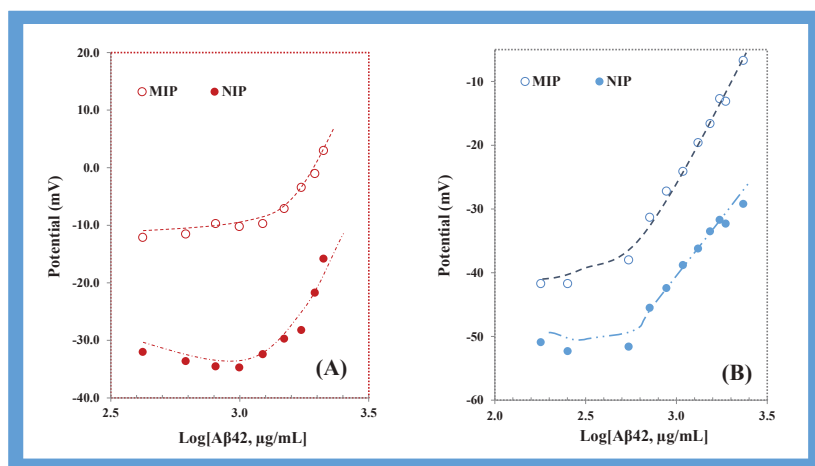 20.0
10.0
0.0
-10.0
-20.0
-30.0
-40.0
Potential (mV)
MIP NIP
(A)
2.5 3.0 3.5
Log[Aβ42, µg/mL]
-10
-20
-30
-40
-50
-60
Potential (mV)
MIP NIP
(B)
2.0 2.5 3.0 3.5
Log[Aβ42, µg/mL]